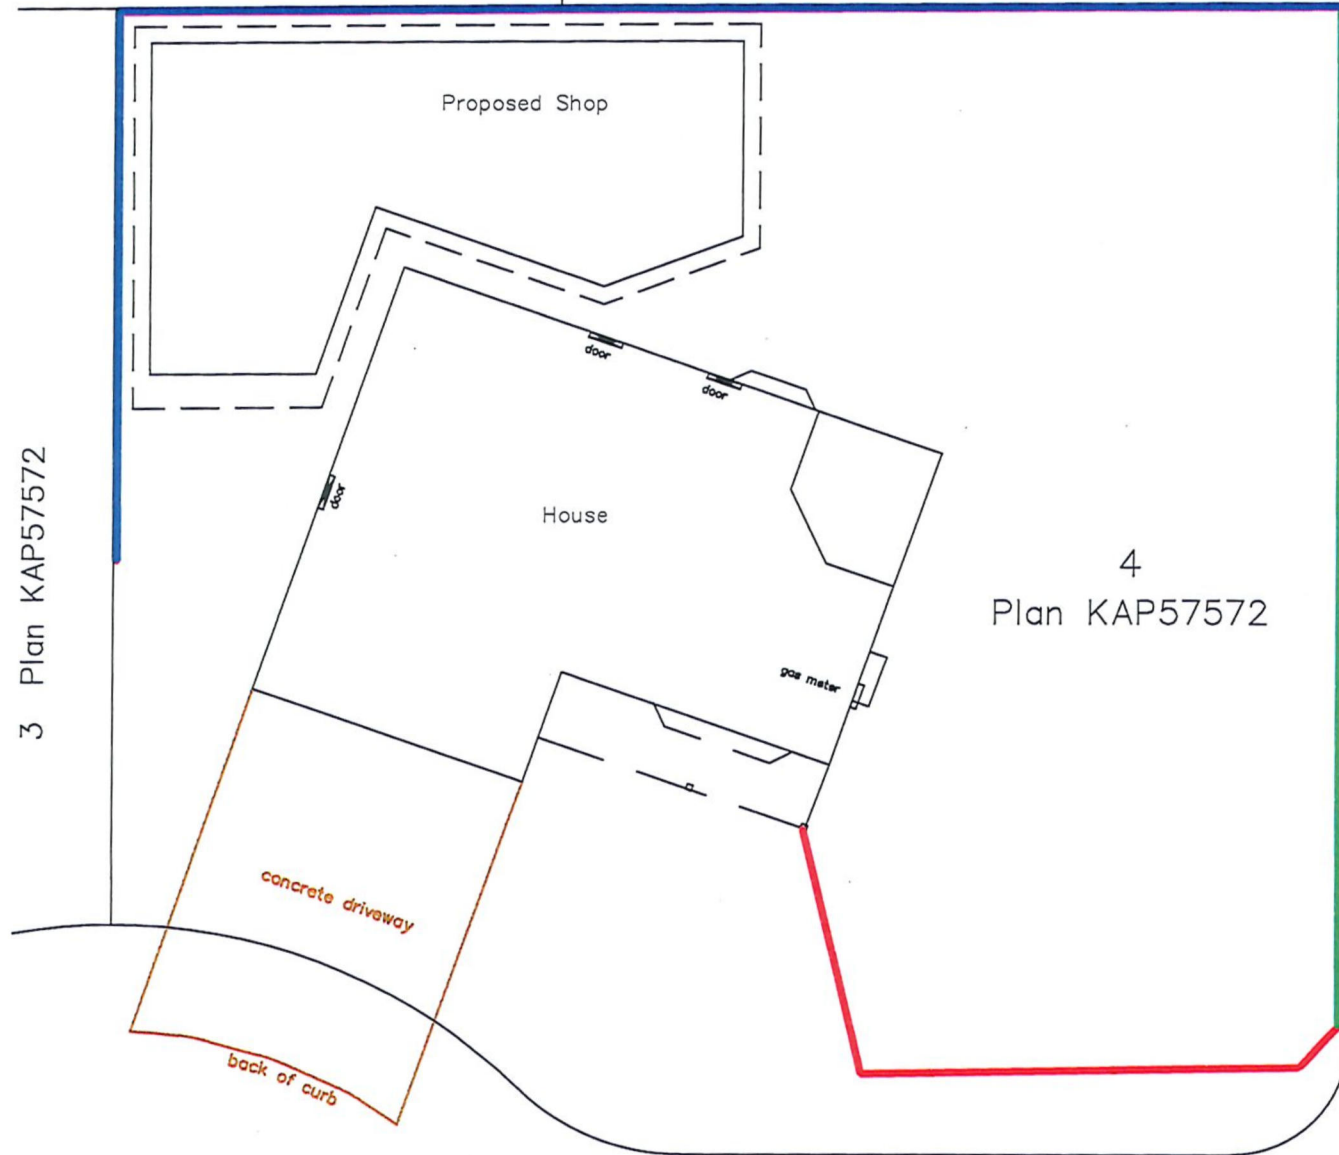 Proposed Shop
door
door
door
House
3 Plan KAP57572
4
Plan KAP57572
gas meter
concrete driveway
back of curb